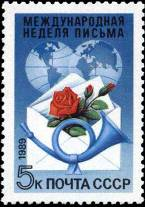 МЕЖДУНАРОДНАЯ
НЕДЕЛЯ ПИСЬМА
1989
5к ПОЧТА СССР